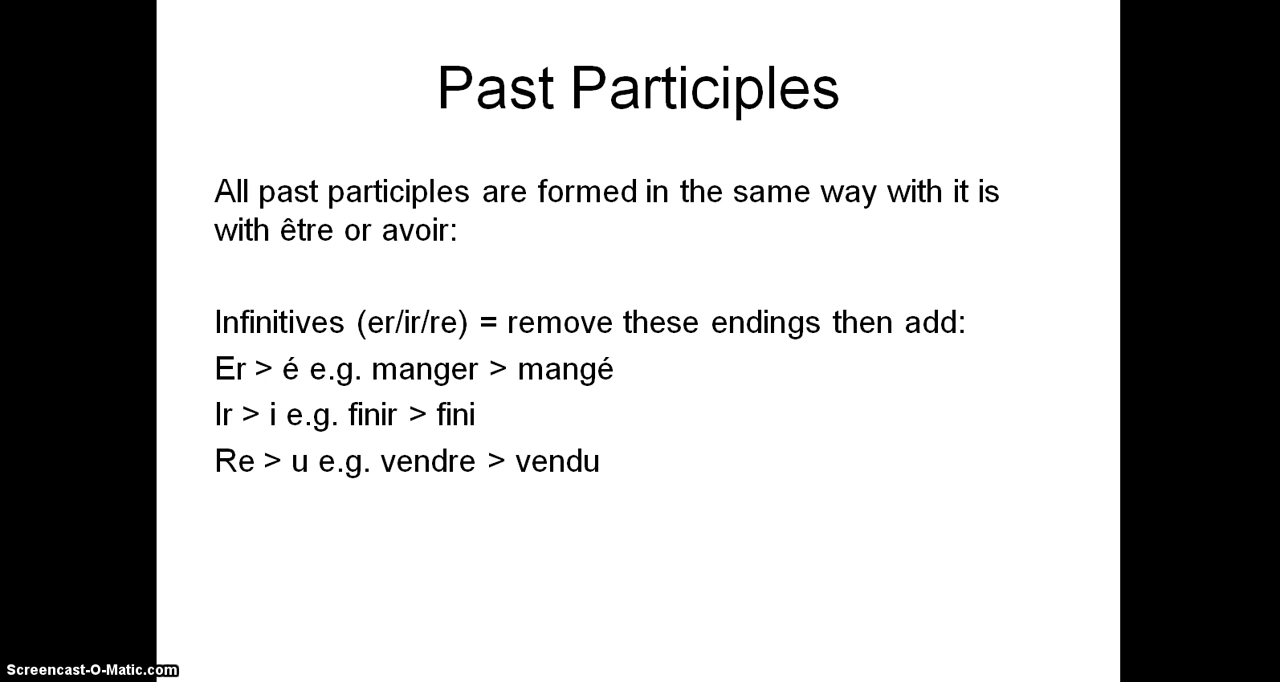 Past Participles
All past participles are formed in the same way with it is
with être or avoir:
Infinitives (er/ir/re) = remove these endings then add:
Er > é e.g. manger > mangé
Ir > i e.g. finir > fini
Re > u e.g. vendre > vendu
Screencast-O-Matic.com